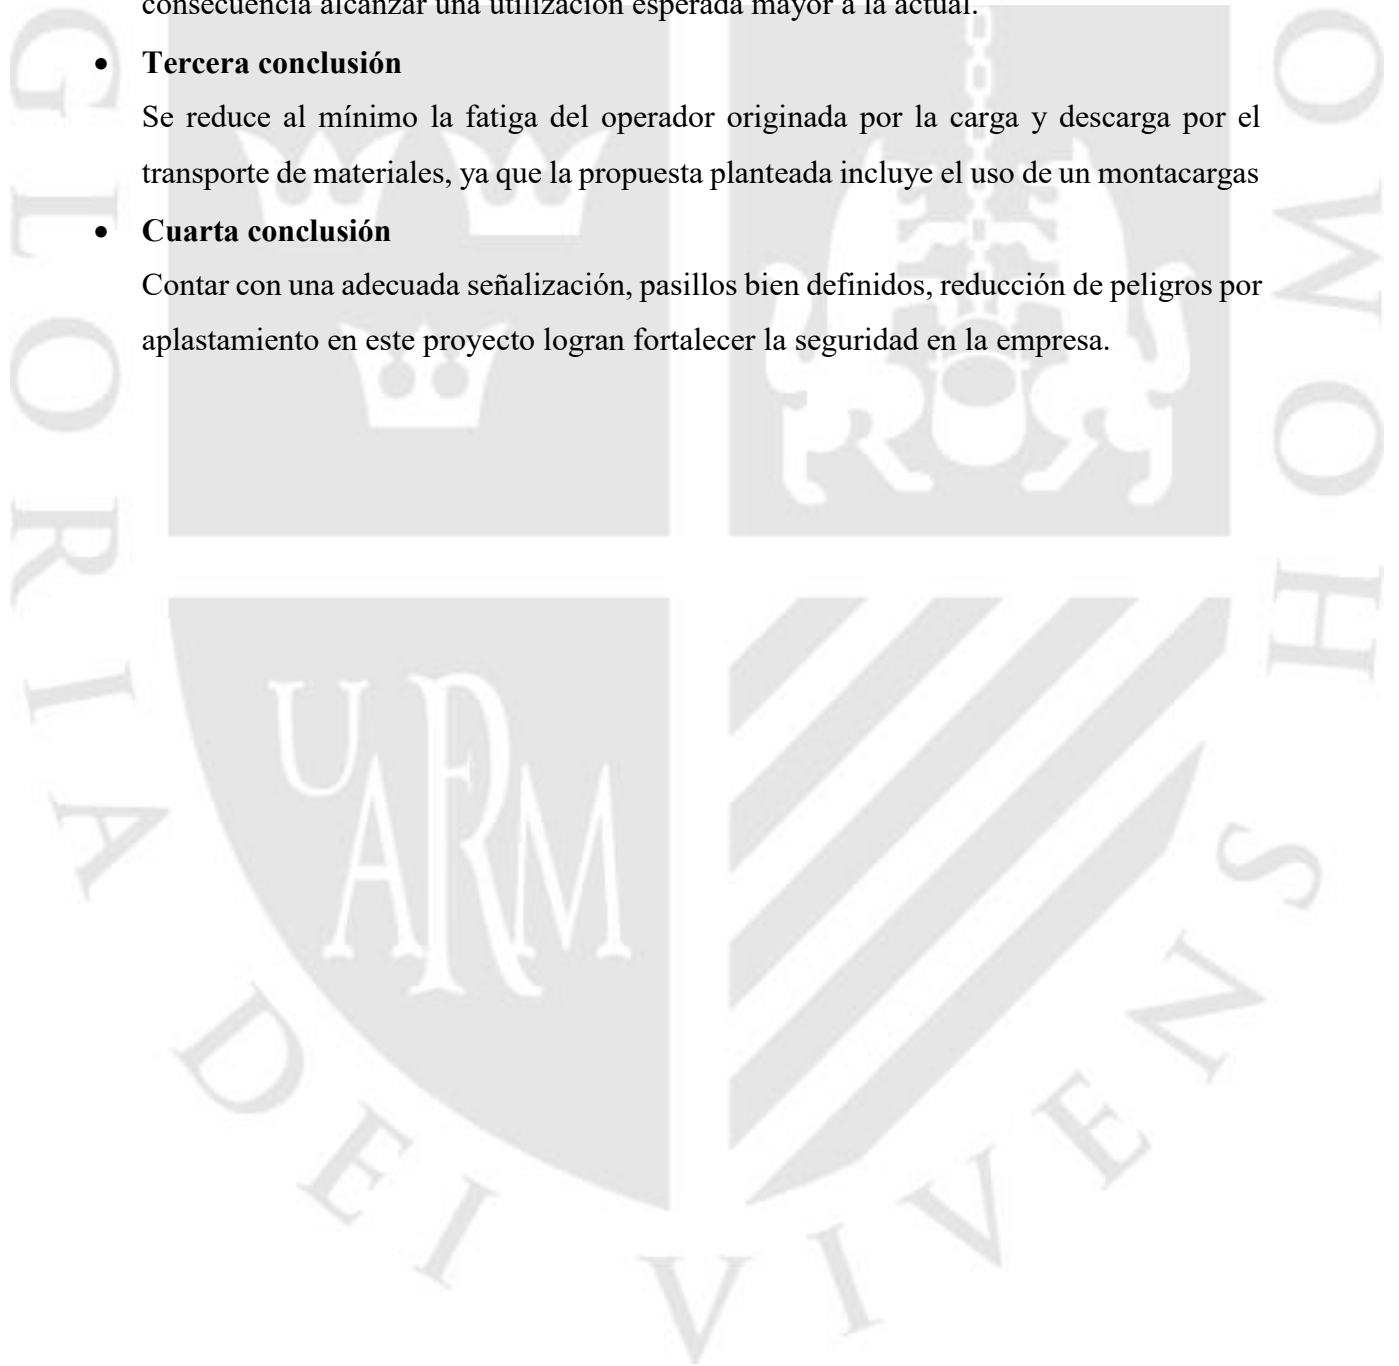 consecuencia alcanzar una utilización esperada mayor a la actual.
• Tercera conclusión
Se reduce al mínimo la fatiga del operador originada por la carga y descarga por el
transporte de materiales, ya que la propuesta planteada incluye el uso de un montacargas
• Cuarta conclusión
Contar con una adecuada señalización, pasillos bien definidos, reducción de peligros por
aplastamiento en este proyecto logran fortalecer la seguridad en la empresa.
GLORIA DEI VIVENS HOMO
UARM